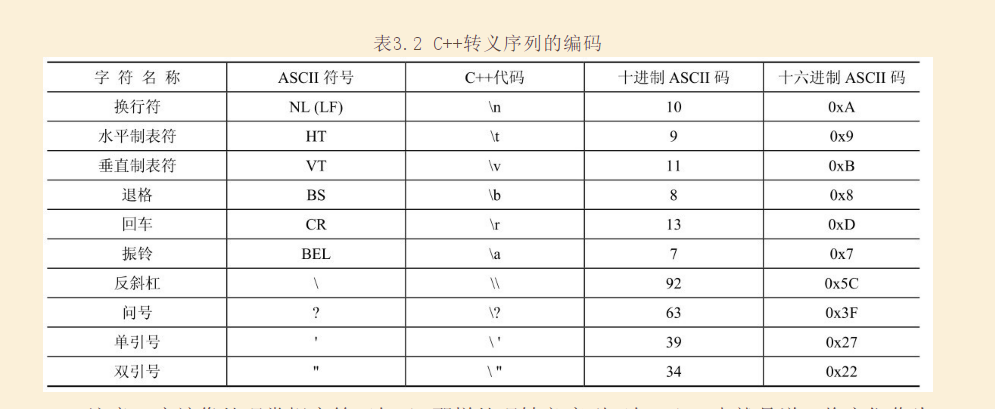 表3.2 C++转义序列的编码
字 符 名 称 ASCII 符号 C++代码 十进制 ASCII 码 十六进制 ASCII 码
换行符 NL (LF) \n 10 0xA
水平制表符 HT \t 9 0x9
垂直制表符 VT \v 11 0xB
退格 BS \b 8 0x8
回车 CR \r 13 0xD
振铃 BEL \a 7 0x7
反斜杠 \ \\ 92 0x5C
问号 ? \? 63 0x3F
单引号 ' \ ' 39 0x27
双引号 " \ " 34 0x22